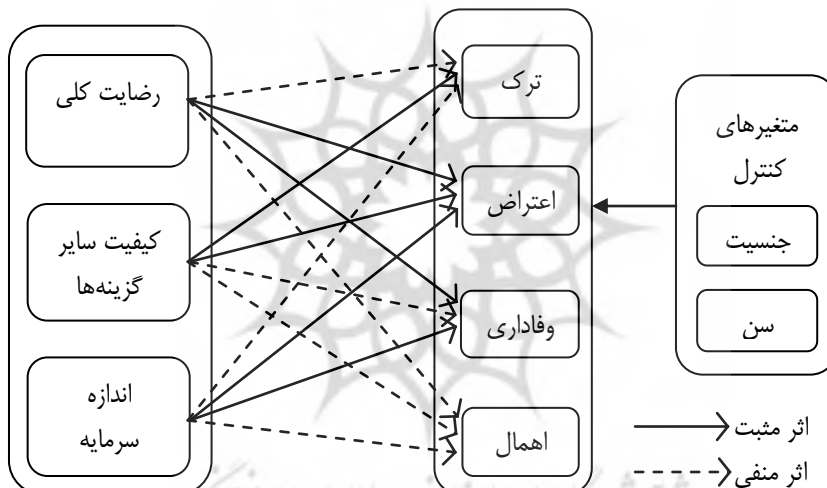 رضایت کلی
کیفیت سایر
گزینه‌ها
اندازه
سرمایه
ترک
اعتراض
وفاداری
اهمال
متغیرهای
کنترل
جنسیت
سن
اثر مثبت
اثر منفی